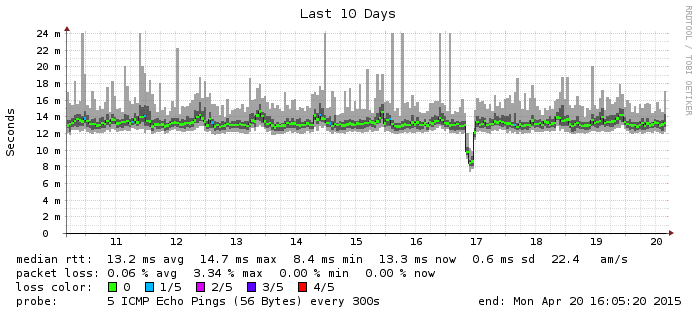 Last 10 Days
RRDTOOL / TOBI OETIKER
Seconds
24 m
22 m
20 m
18 m
16 m
14 m
12 m
10 m
8 m
6 m
4 m
2 m
0
11 12 13 14 15 16 17 18 19 20
median rtt: 13.2 ms avg 14.7 ms max 8.4 ms min 13.3 ms now 0.6 ms sd 22.4 am/s
packet loss: 0.06 % avg 3.34 % max 0.00 % min 0.00 % now
loss color: 0 1/5 2/5 3/5 4/5
probe: 5 ICMP Echo Pings (56 Bytes) every 300s end: Mon Apr 20 16:05:20 2015